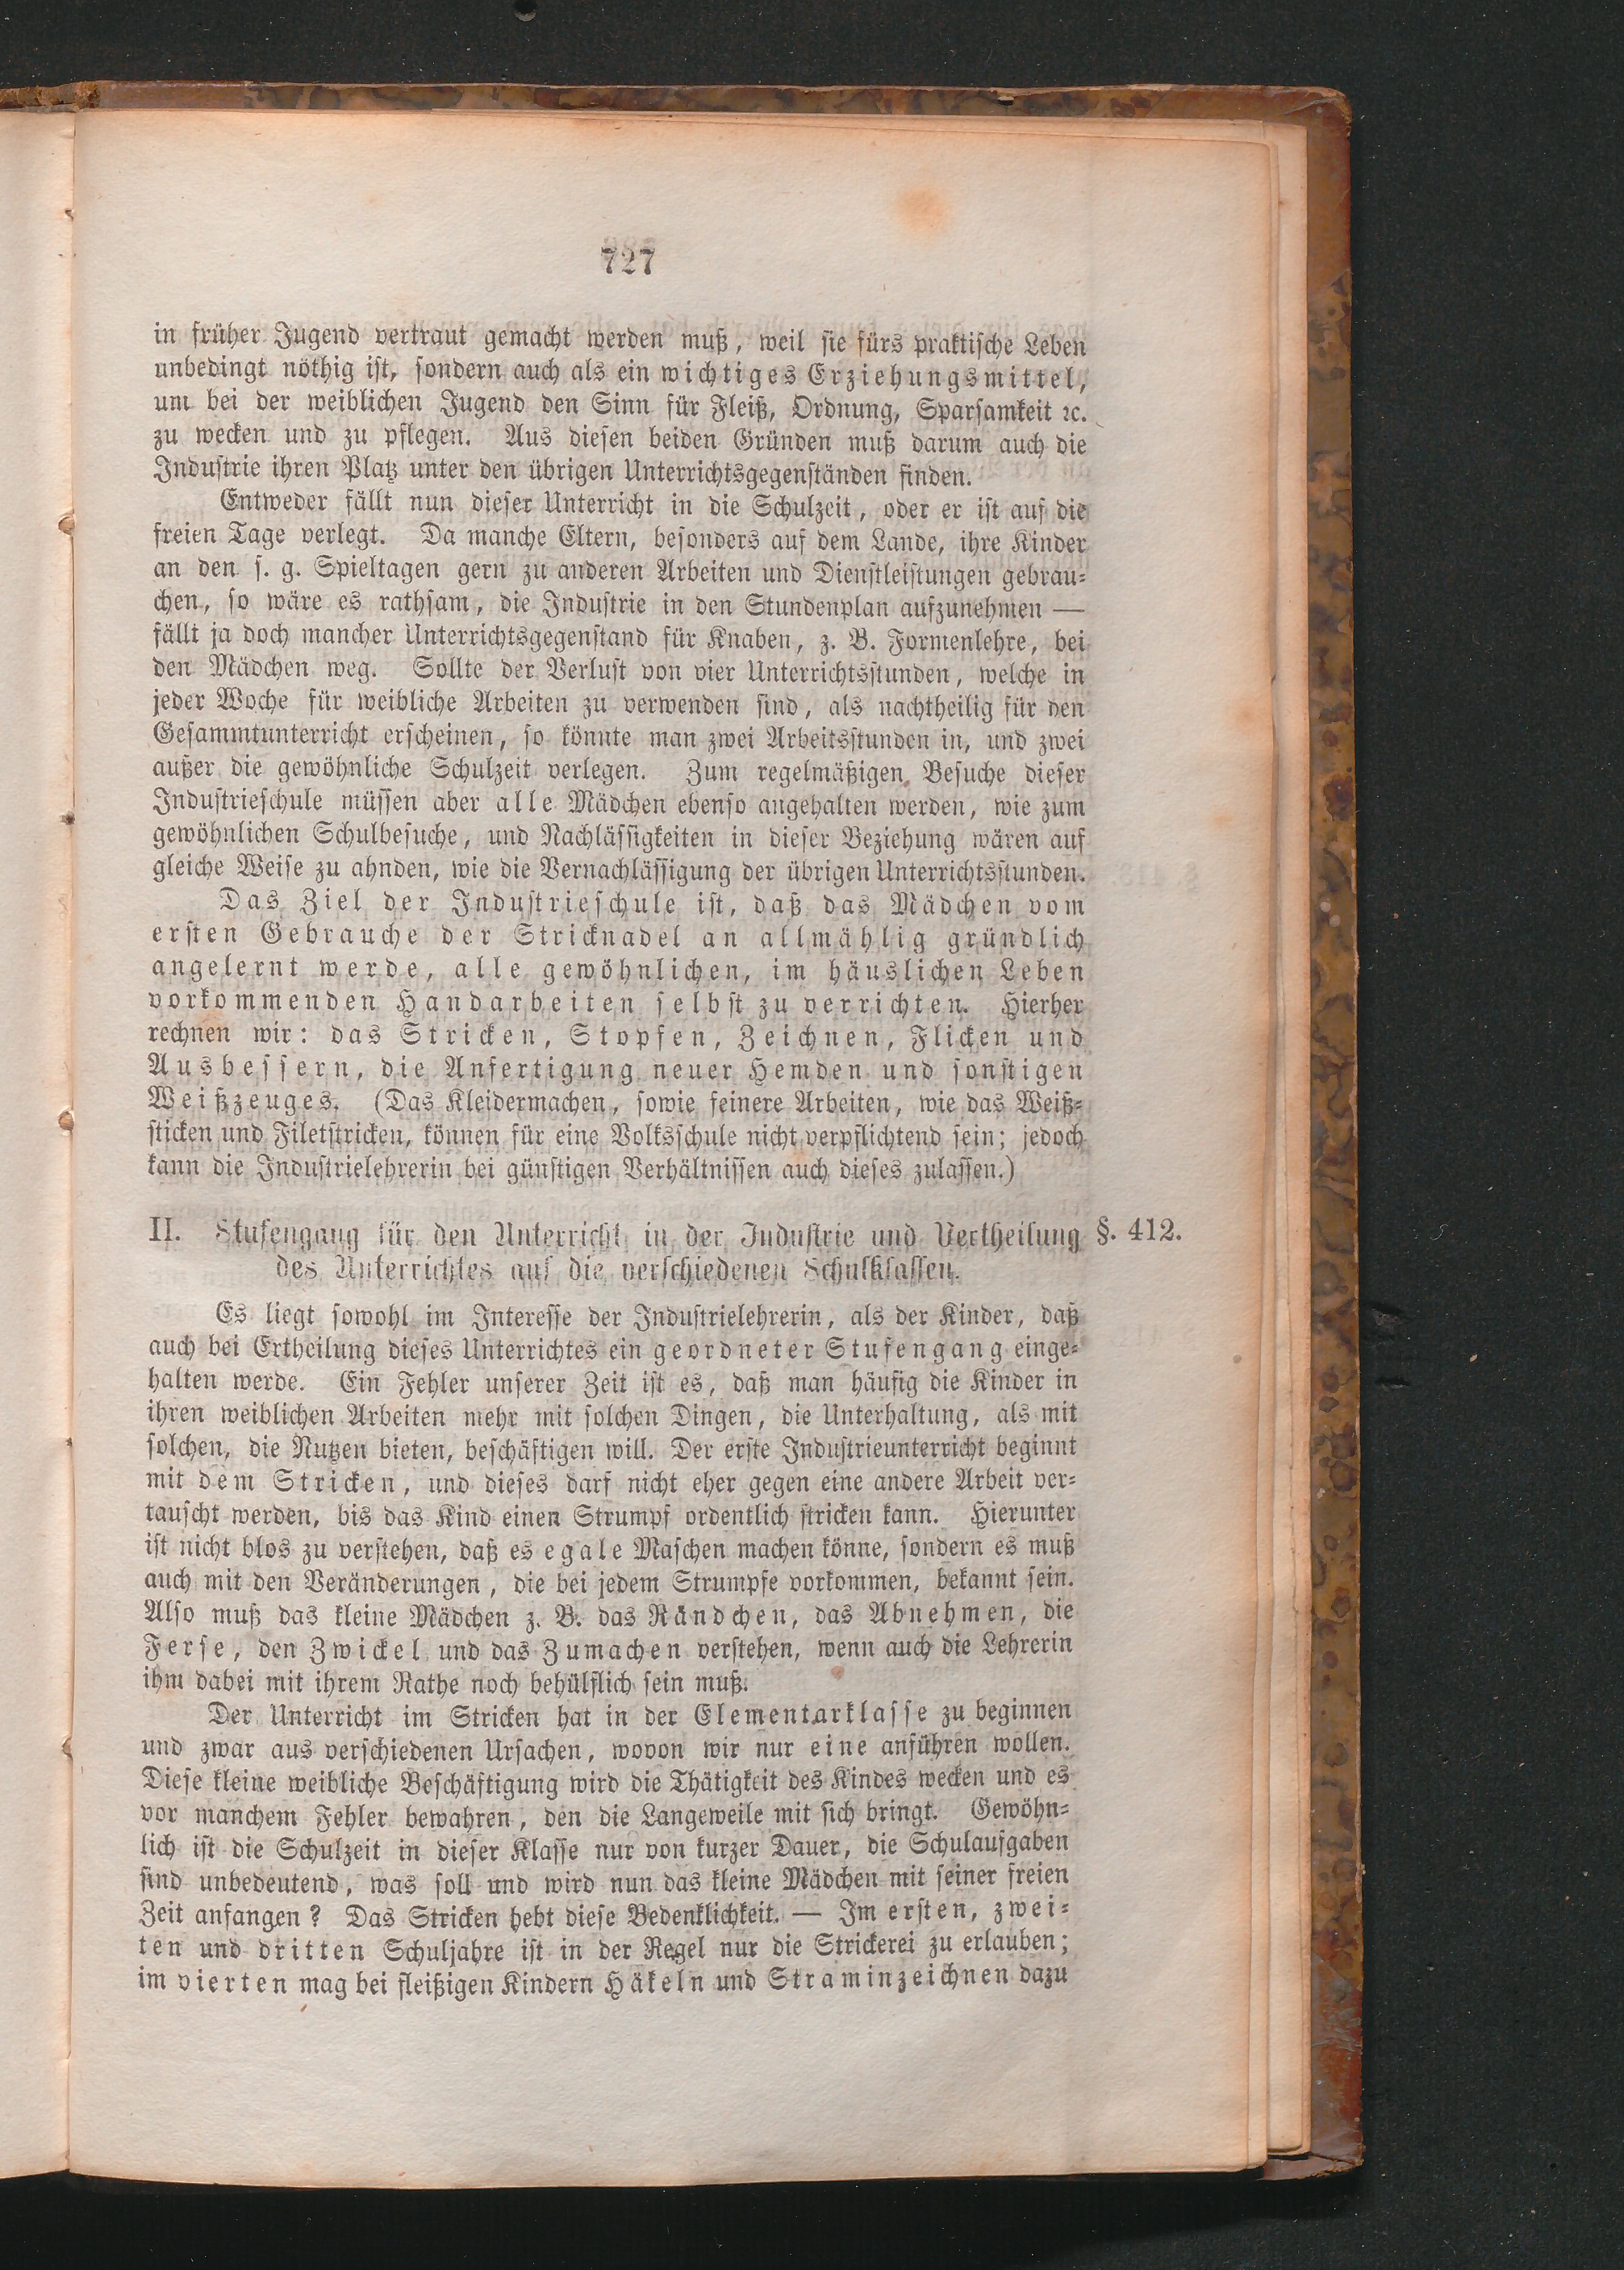 727
in früher Jugend vertraut gemacht werden muß, weil sie fürs praktische Leben
unbedingt nöthig ist, sondern auch als ein wichtiges Erziehungsmittel,
um bei der weiblichen Jugend den Sinn für Fleiß, Ordnung, Sparsamkeit ꝛc.
zu wecken und zu pflegen. Aus diesen beiden Gründen muß darum auch die
Industrie ihren Platz unter den übrigen Unterrichtsgegenständen finden.
Entweder fällt nun dieser Unterricht in die Schulzeit, oder er ist auf die
freien Tage verlegt. Da manche Eltern, besonders auf dem Lande, ihre Kinder
an den s. g. Spieltagen gern zu anderen Arbeiten und Dienstleistungen gebrau-
chen, so wäre es rathsam, die Industrie in den Stundenplan aufzunehmen —
fällt ja doch mancher Unterrichtsgegenstand für Knaben, z. B. Formenlehre, bei
den Mädchen weg. Sollte der Verlust von vier Unterrichtsstunden, welche in
jeder Woche für weibliche Arbeiten zu verwenden sind, als nachtheilig für den
Gesammtunterricht erscheinen, so könnte man zwei Arbeitsstunden in, und zwei
außer die gewöhnliche Schulzeit verlegen. Zum regelmäßigen Besuche dieser
Industrieschule müssen aber alle Mädchen ebenso angehalten werden, wie zum
gewöhnlichen Schulbesuche, und Nachlässigkeiten in dieser Beziehung wären auf
gleiche Weise zu ahnden, wie die Vernachlässigung der übrigen Unterrichtsstunden.
Das Ziel der Industrieschule ist, daß das Mädchen vom
ersten Gebrauche der Stricknadel an allmählig gründlich
angelernt werde, alle gewöhnlichen, im häuslichen Leben
vorkommenden Handarbeiten selbst zu verrichten. Hierher
rechnen wir: das Stricken, Stopfen, Zeichnen, Flicken und
Ausbessern, die Anfertigung neuer Hemden und sonstigen
Weißzeuges. (Das Kleidermachen, sowie feinere Arbeiten, wie das Weiß-
sticken und Filetstricken, können für eine Volksschule nicht verpflichtend sein; jedoch
kann die Industrielehrerin bei günstigen Verhältnissen auch dieses zulassen.)
II. Stufengang für den Unterricht in der Industrie und Vertheilung §. 412.
des Unterrichtes auf die verschiedenen Schulklassen.
Es liegt sowohl im Interesse der Industrielehrerin, als der Kinder, daß
auch bei Ertheilung dieses Unterrichtes ein geordneter Stufengang einge-
halten werde. Ein Fehler unserer Zeit ist es, daß man häufig die Kinder in
ihren weiblichen Arbeiten mehr mit solchen Dingen, die Unterhaltung, als mit
solchen, die Nutzen bieten, beschäftigen will. Der erste Industrieunterricht beginnt
mit dem Stricken, und dieses darf nicht eher gegen eine andere Arbeit ver-
tauscht werden, bis das Kind einen Strumpf ordentlich stricken kann. Hierunter
ist nicht blos zu verstehen, daß es egale Maschen machen könne, sondern es muß
auch mit den Veränderungen, die bei jedem Strumpfe vorkommen, bekannt sein.
Also muß das kleine Mädchen z. B. das Rändchen, das Abnehmen, die
Ferse, den Zwickel und das Zumachen verstehen, wenn auch die Lehrerin
ihm dabei mit ihrem Rathe noch behülflich sein muß.
Der Unterricht im Stricken hat in der Elementarklasse zu beginnen
und zwar aus verschiedenen Ursachen, wovon wir nur eine anführen wollen.
Diese kleine weibliche Beschäftigung wird die Thätigkeit des Kindes wecken und es
vor manchem Fehler bewahren, den die Langeweile mit sich bringt. Gewöhn-
lich ist die Schulzeit in dieser Klasse nur von kurzer Dauer, die Schulaufgaben
sind unbedeutend, was soll und wird nun das kleine Mädchen mit seiner freien
Zeit anfangen? Das Stricken hebt diese Bedenklichkeit. — Im ersten, zwei-
ten und dritten Schuljahre ist in der Regel nur die Strickerei zu erlauben;
im vierten mag bei fleißigen Kindern Häkeln und Straminzeichnen dazu